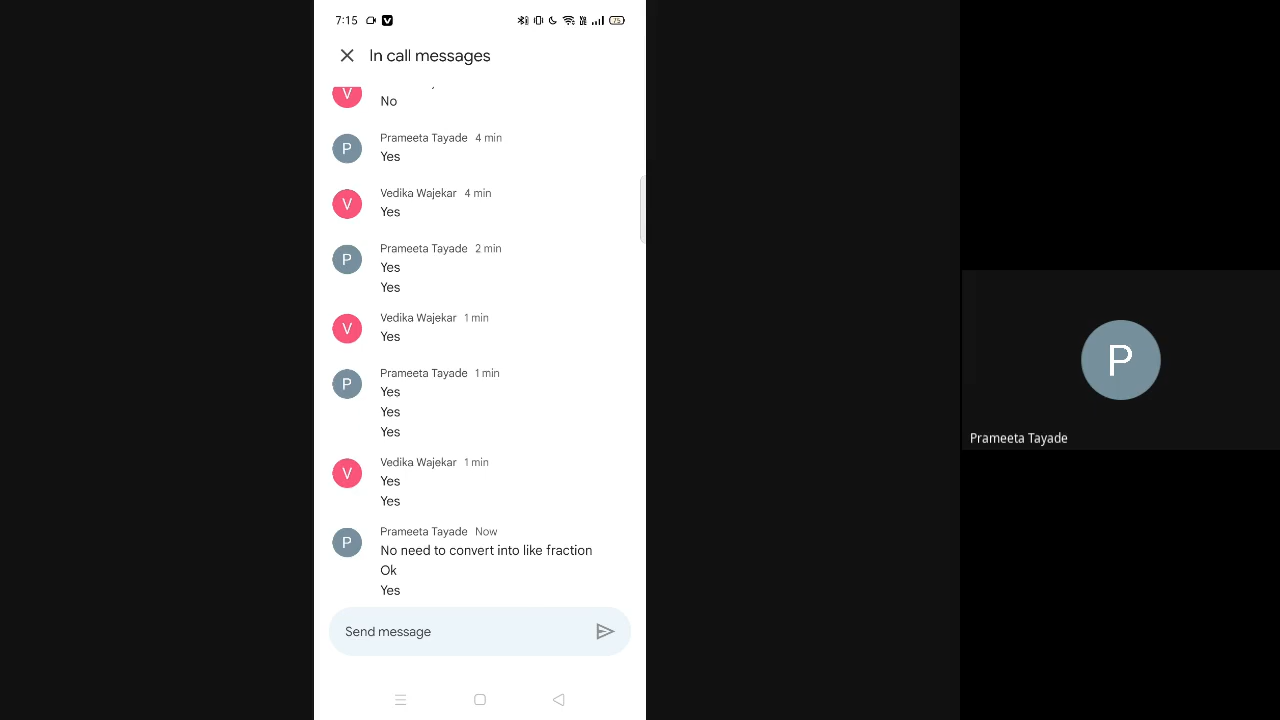 7:15
V
75
In call messages
V
No
Prameeta Tayade 4 min
P
Yes
Vedika Wajekar 4 min
V
Yes
Prameeta Tayade 2 min
P
Yes
Yes
Vedika Wajekar 1 min
V
Yes
Prameeta Tayade 1 min
P
Yes
Yes
Yes
Vedika Wajekar 1 min
V
Yes
Yes
Prameeta Tayade Now
P
No need to convert into like fraction
Ok
Yes
Send message
P
Prameeta Tayade